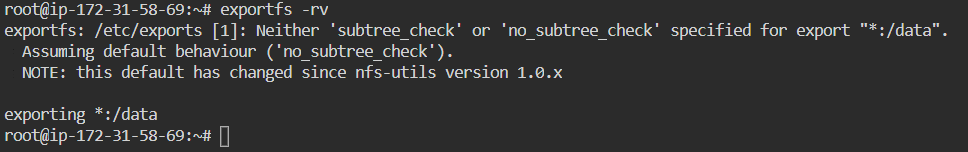 root@ip-172-31-58-69:~# exportfs -rv
exportfs: /etc/exports [1]: Neither 'subtree_check' or 'no_subtree_check' specified for export "*:/data".
  Assuming default behaviour ('no_subtree_check').
  NOTE: this default has changed since nfs-utils version 1.0.x

exporting *:/data
root@ip-172-31-58-69:~#